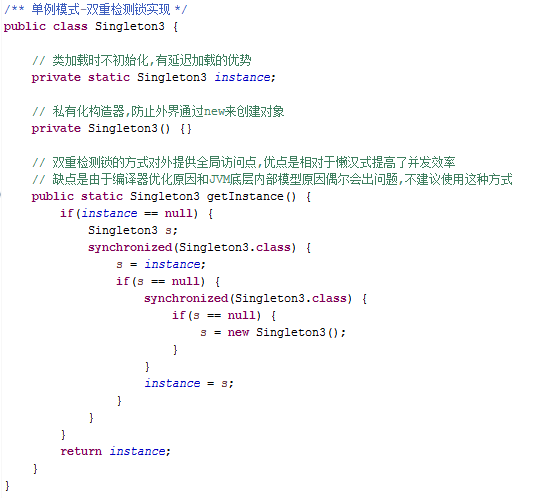 /** 单例模式-双重检测锁实现 */
public class Singleton3 {
// 类加载时不初始化,有延迟加载的优势
private static Singleton3 instance;
// 私有化构造器,防止外界通过new来创建对象
private Singleton3() {}
// 双重检测锁的方式对外提供全局访问点,优点是相对于懒汉式提高了并发效率
// 缺点是由于编译器优化原因和JVM底层内部模型原因偶尔会出问题,不建议使用这种方式
public static Singleton3 getInstance() {
if(instance == null) {
Singleton3 s;
synchronized(Singleton3.class) {
s = instance;
if(s == null) {
synchronized(Singleton3.class) {
if(s == null) {
s = new Singleton3();
}
}
instance = s;
}
}
}
return instance;
}
}